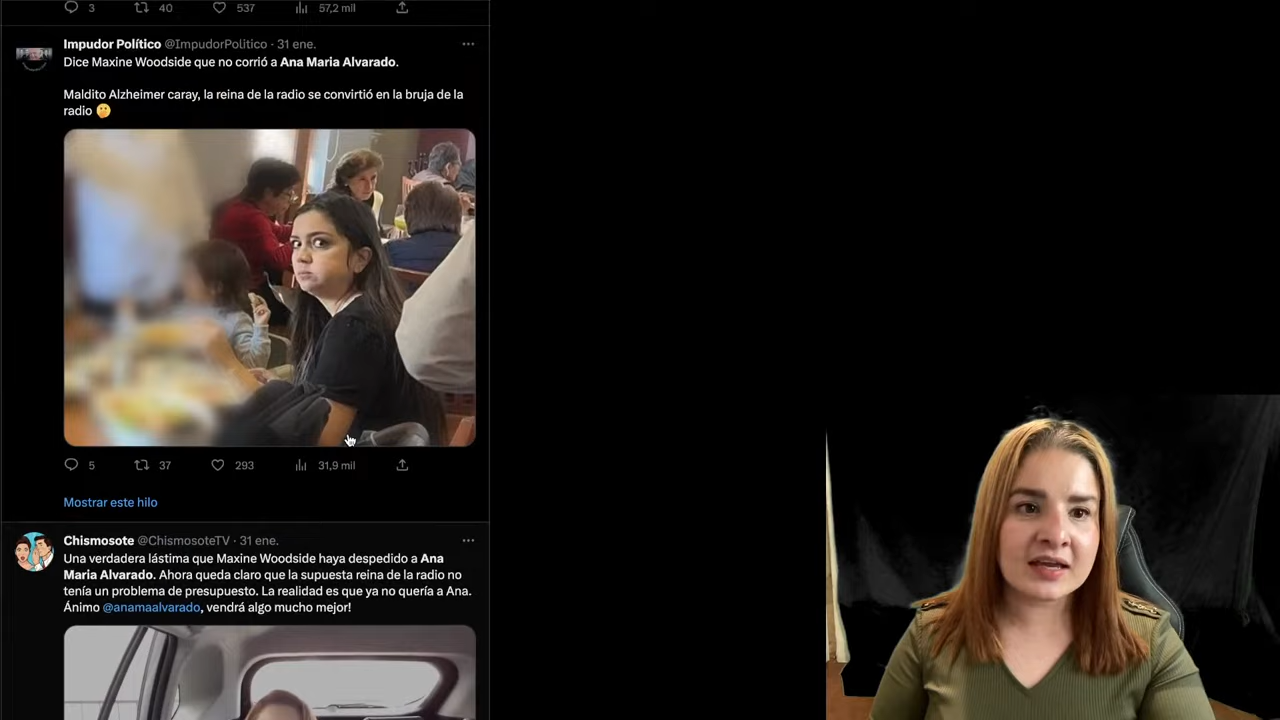 3 40 537 57,2 mil
Impudor Político @ImpudorPolitico · 31 ene.
Dice Maxine Woodside que no corrió a Ana Maria Alvarado.
Maldito Alzheimer caray, la reina de la radio se convirtió en la bruja de la
radio 🤫
5 37 293 31,9 mil
Mostrar este hilo
Chismosote @ChismosoteTV · 31 ene.
Una verdadera lástima que Maxine Woodside haya despedido a Ana
Maria Alvarado. Ahora queda claro que la supuesta reina de la radio no
tenía un problema de presupuesto. La realidad es que ya no quería a Ana.
Ánimo @anamaalvarado, vendrá algo mucho mejor!